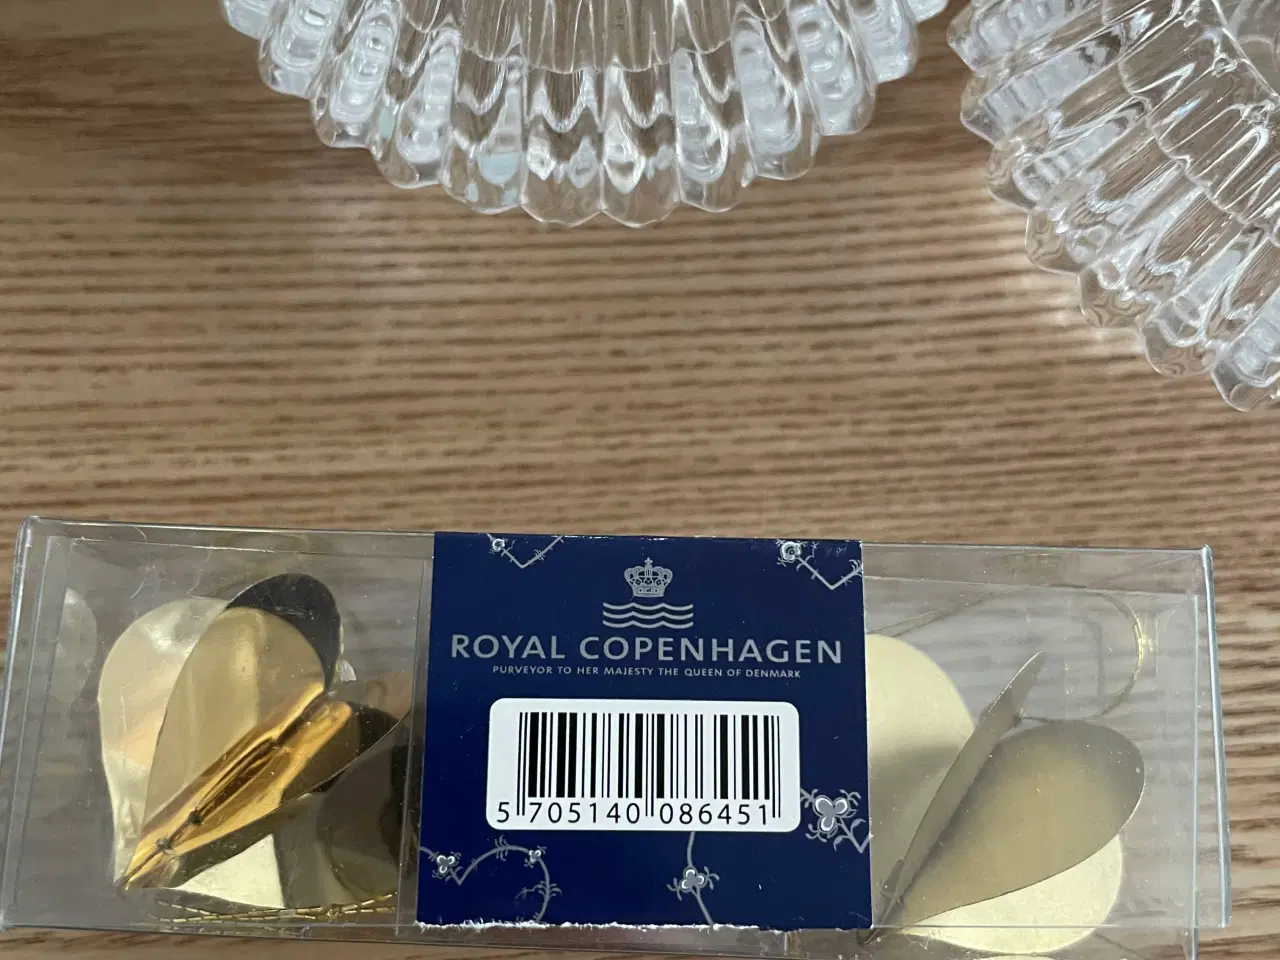 ROYAL COPENHAGEN
PURVEYOR TO HER MAJESTY THE QUEEN OF DENMARK
5 705140 086451